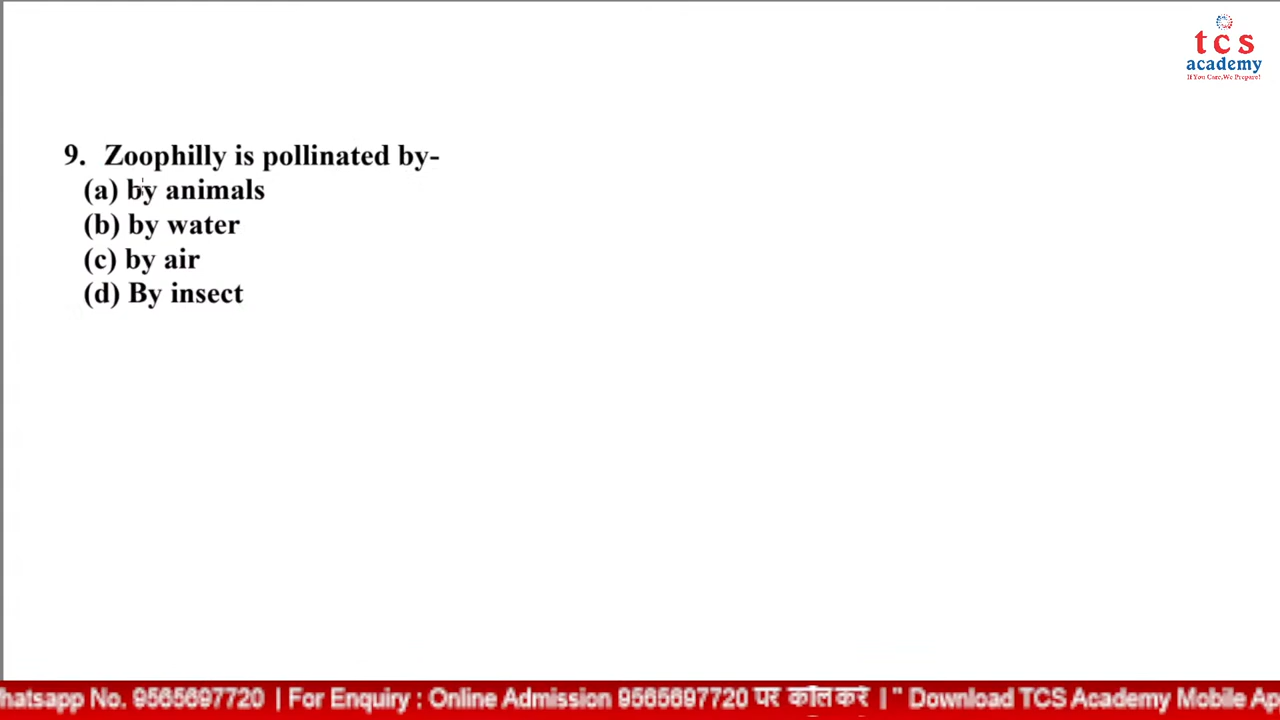 tcs
academy
If You Care,We Prepare!
9. Zoophilly is pollinated by-
(a) by animals
(b) by water
(c) by air
(d) By insect
hatsapp No. 9565697720 | For Enquiry : Online Admission 9565697720 पर कॉल करें | " Download TCS Academy Mobile Ap